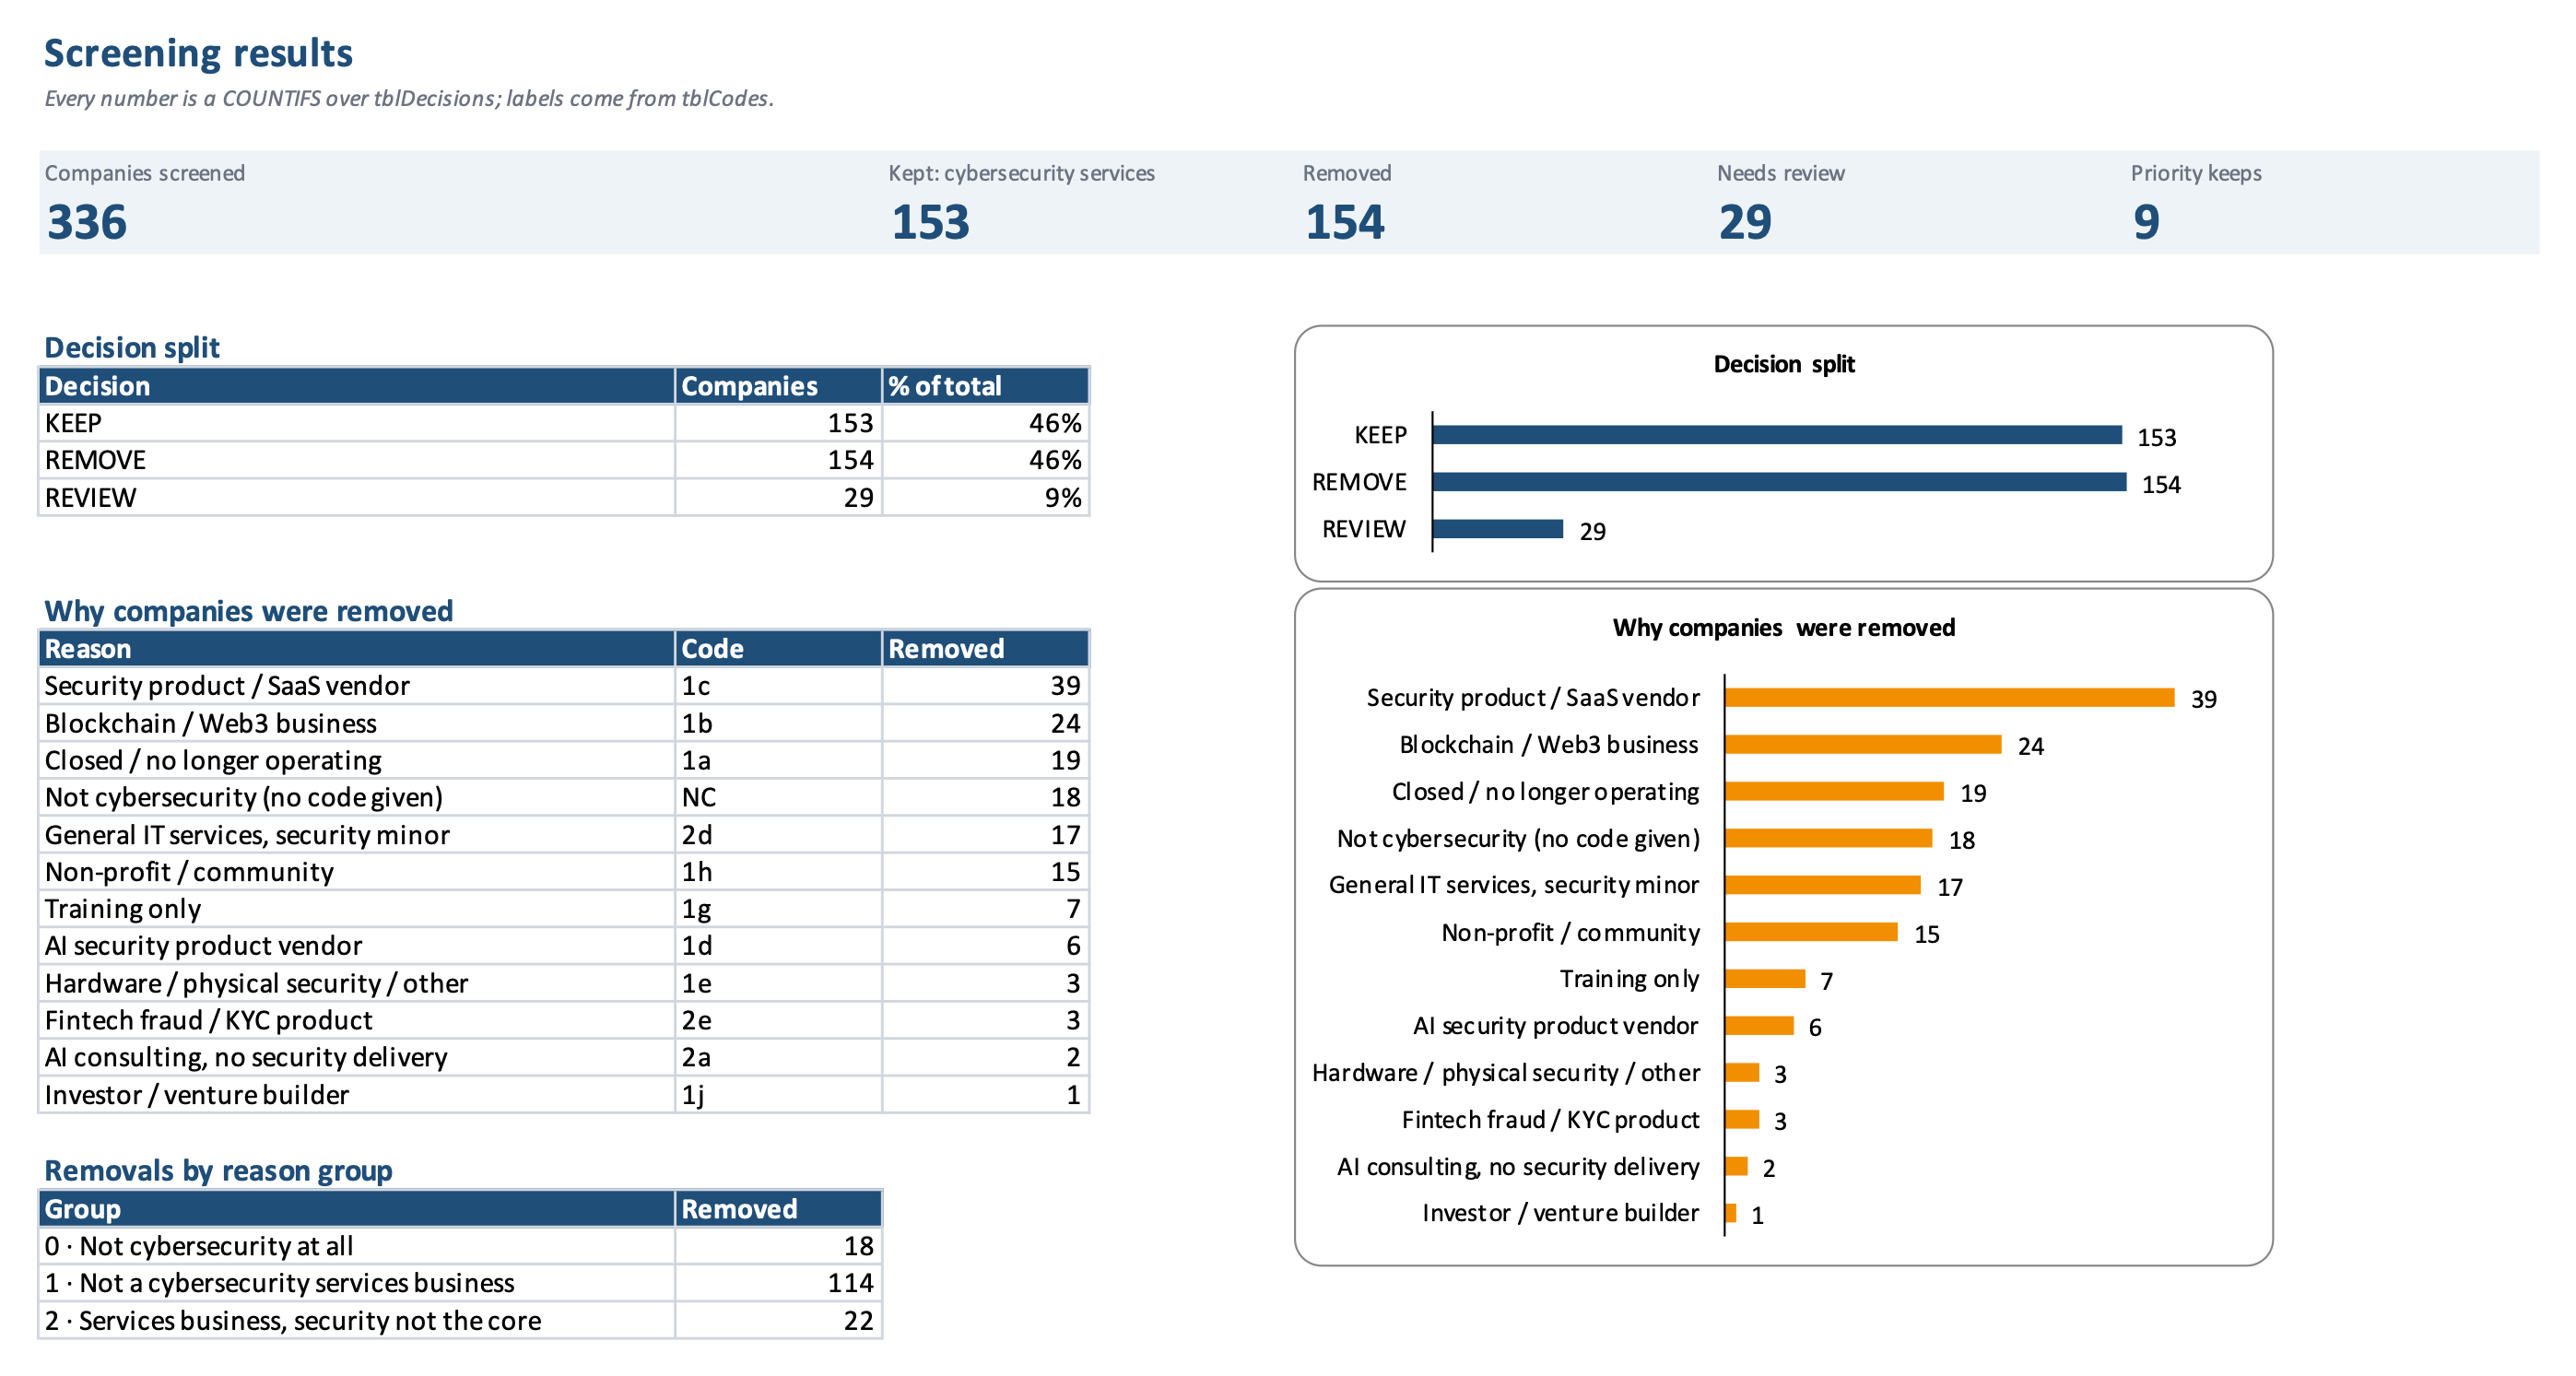 Screening results
Every number is a COUNTIFS over tblDecisions; labels come from tblCodes.
Companies screened Kept: cybersecurity services Removed Needs review Priority keeps
336 153 154 29 9
Decision split
Decision Companies % of total
KEEP 153 46%
REMOVE 154 46%
REVIEW 29 9%
Decision split
KEEP 153
REMOVE 154
REVIEW 29
Why companies were removed
Reason Code Removed
Security product / SaaS vendor 1c 39
Blockchain / Web3 business 1b 24
Closed / no longer operating 1a 19
Not cybersecurity (no code given) NC 18
General IT services, security minor 2d 17
Non-profit / community 1h 15
Training only 1g 7
AI security product vendor 1d 6
Hardware / physical security / other 1e 3
Fintech fraud / KYC product 2e 3
AI consulting, no security delivery 2a 2
Investor / venture builder 1j 1
Why companies were removed
Security product / SaaS vendor 39
Blockchain / Web3 business 24
Closed / no longer operating 19
Not cybersecurity (no code given) 18
General IT services, security minor 17
Non-profit / community 15
Training only 7
AI security product vendor 6
Hardware / physical security / other 3
Fintech fraud / KYC product 3
AI consulting, no security delivery 2
Investor / venture builder 1
Removals by reason group
Group Removed
0 · Not cybersecurity at all 18
1 · Not a cybersecurity services business 114
2 · Services business, security not the core 22